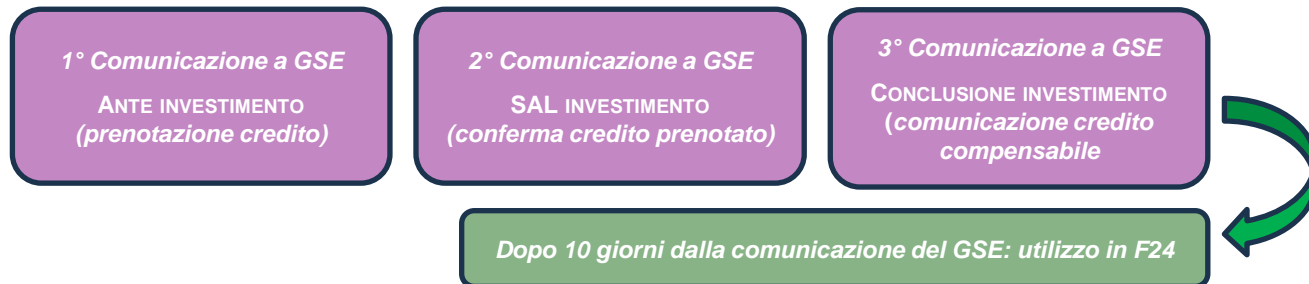 1° Comunicazione a GSE
ANTE INVESTIMENTO
(prenotazione credito)
2° Comunicazione a GSE
SAL INVESTIMENTO
(conferma credito prenotato)
3° Comunicazione a GSE
CONCLUSIONE INVESTIMENTO
(comunicazione credito
compensabile
Dopo 10 giorni dalla comunicazione del GSE: utilizzo in F24